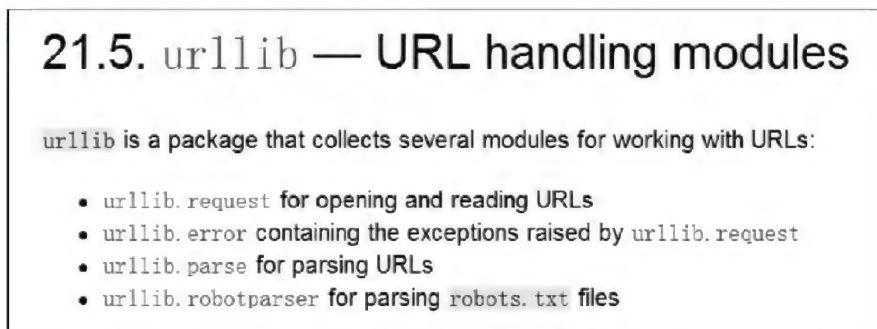 21.5. urllib — URL handling modules
urllib is a package that collects several modules for working with URLs:
• urllib.request for opening and reading URLs
• urllib.error containing the exceptions raised by urllib.request
• urllib.parse for parsing URLs
• urllib.robotparser for parsing robots.txt files